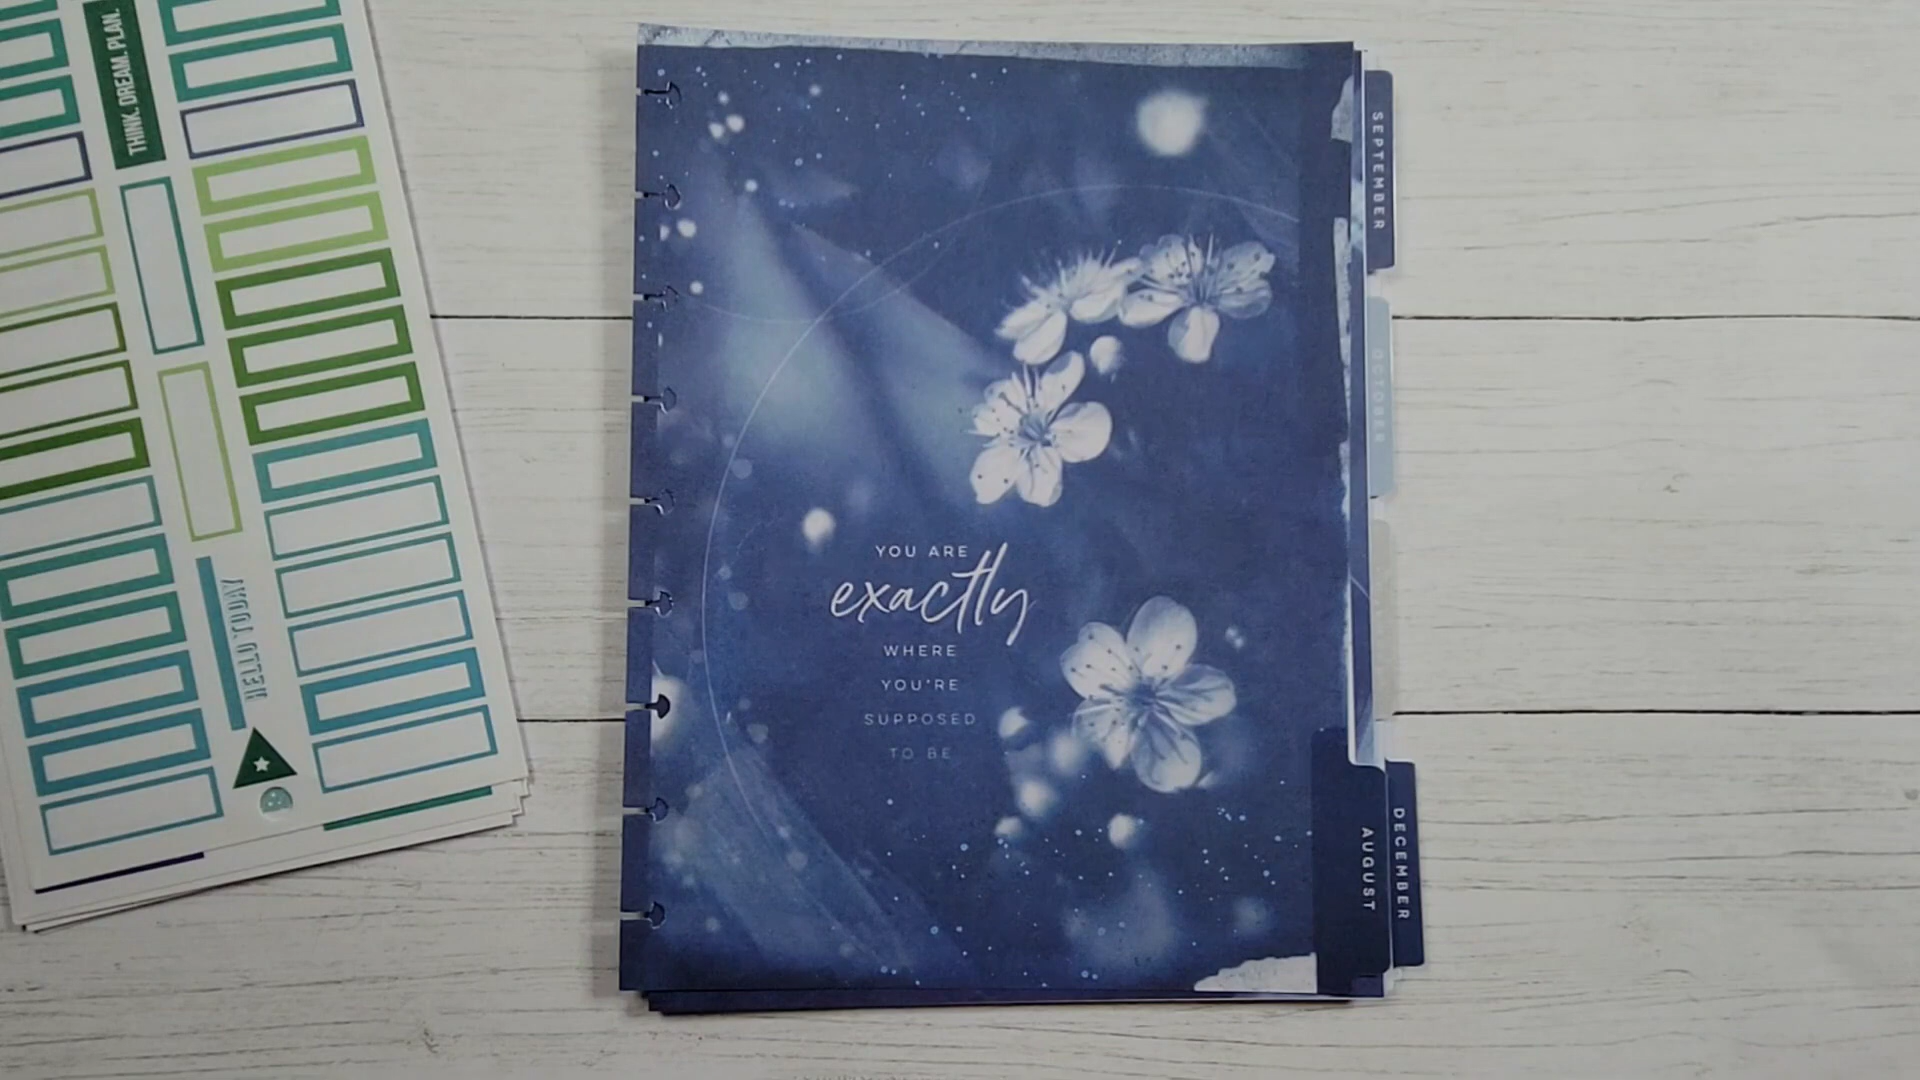 THINK. DREAM. PLAN.
HELLO TODAY
YOU ARE
exactly
WHERE
YOU'RE
SUPPOSED
TO BE
SEPTEMBER
OCTOBER
AUGUST
DECEMBER